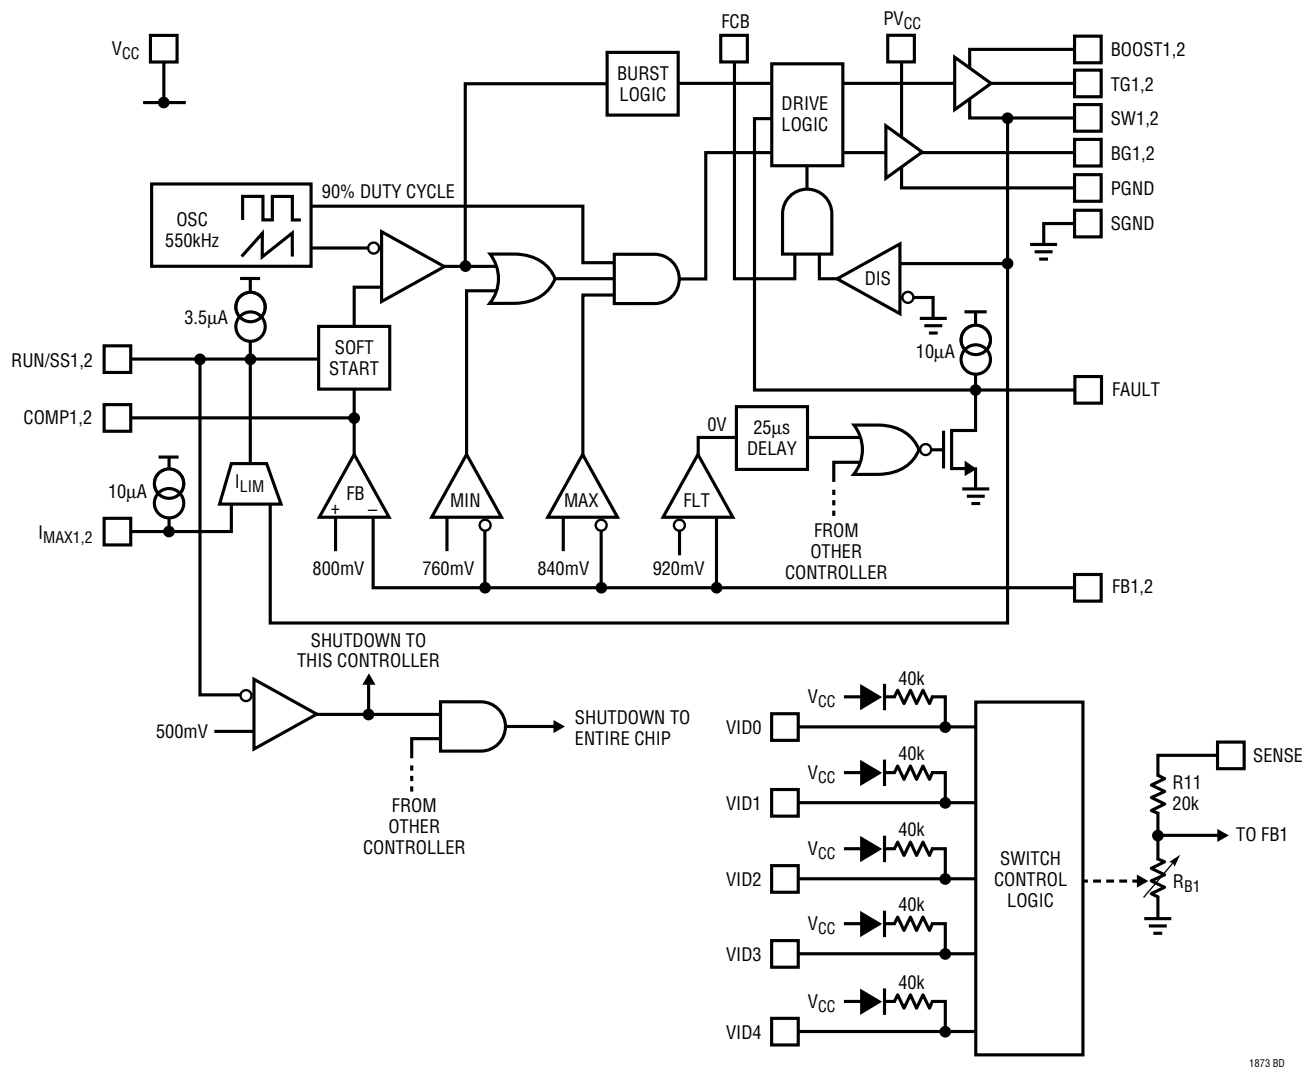 FCB
PVCC
VCC
BOOST1,2
BURST
LOGIC
TG1,2
DRIVE
LOGIC
SW1,2
BG1,2
90% DUTY CYCLE
PGND
OSC
550kHz
SGND
DIS
3.5µA
SOFT
START
10µA
RUN/SS1,2
FAULT
COMP1,2
0V
25µs
DELAY
10µA
ILIM
FB
+
–
MIN
MAX
FLT
IMAX1,2
FROM
OTHER
CONTROLLER
800mV
760mV
840mV
920mV
FB1,2
SHUTDOWN TO
THIS CONTROLLER
500mV
SHUTDOWN TO
ENTIRE CHIP
FROM
OTHER
CONTROLLER
VCC
40k
VID0
VCC
40k
VID1
VCC
40k
VID2
VCC
40k
VID3
VCC
40k
VID4
SWITCH
CONTROL
LOGIC
SENSE
R11
20k
TO FB1
RB1
1873 BD